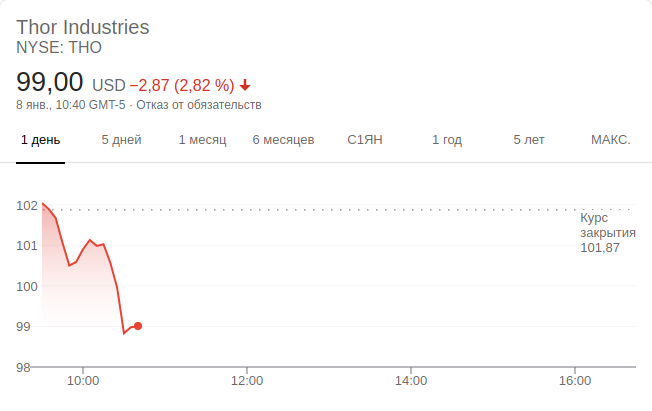 Thor Industries
NYSE: THO
99,00 USD −2,87 (2,82 %)
8 янв., 10:40 GMT-5 · Отказ от обязательств
1 день 5 дней 1 месяц 6 месяцев С1ЯН 1 год 5 лет МАКС.
102
Курс
закрытия
101,87
101
100
99
98
10:00 12:00 14:00 16:00